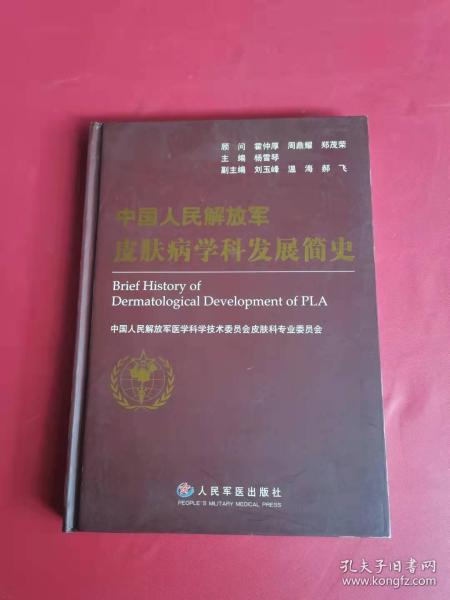 顾 问 霍仲厚 周鼎耀 郑茂荣
主 编 杨雪琴
副主编 刘玉峰 温 海 郝 飞
中国人民解放军
皮肤病学科发展简史
Brief History of
Dermatological Development of PLA
中国人民解放军医学科学技术委员会皮肤科专业委员会
人民军医出版社
PEOPLE'S MILITARY MEDICAL PRESS
孔夫子旧书网
www.kongfz.com